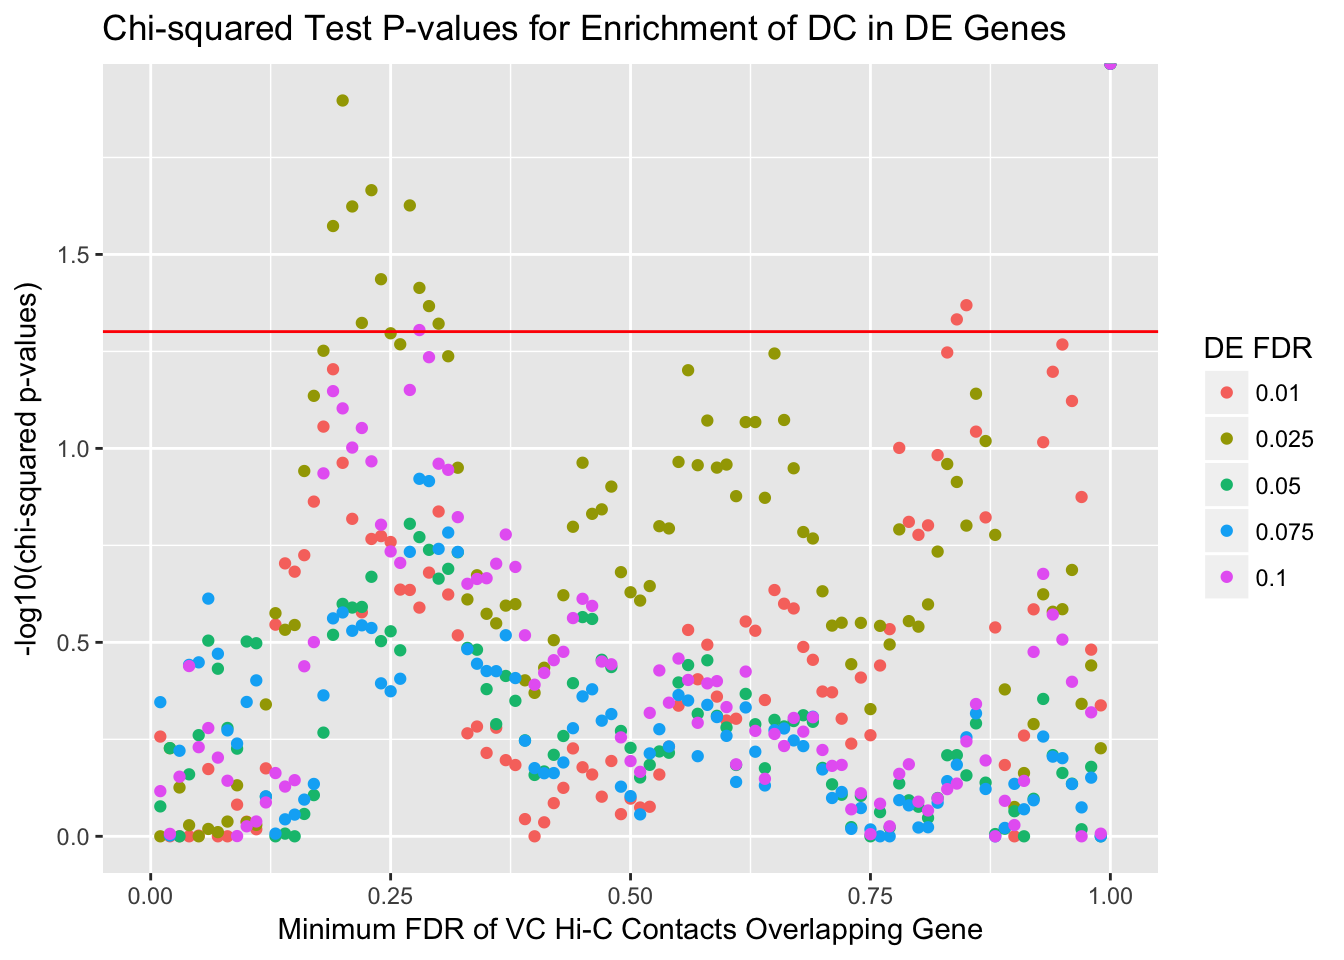 Chi-squared Test P-values for Enrichment of DC in DE Genes
-log10(chi-squared p-values)
1.5
1.0
0.5
0.0
0.00 0.25 0.50 0.75 1.00
Minimum FDR of VC Hi-C Contacts Overlapping Gene
DE FDR
0.01
0.025
0.05
0.075
0.1